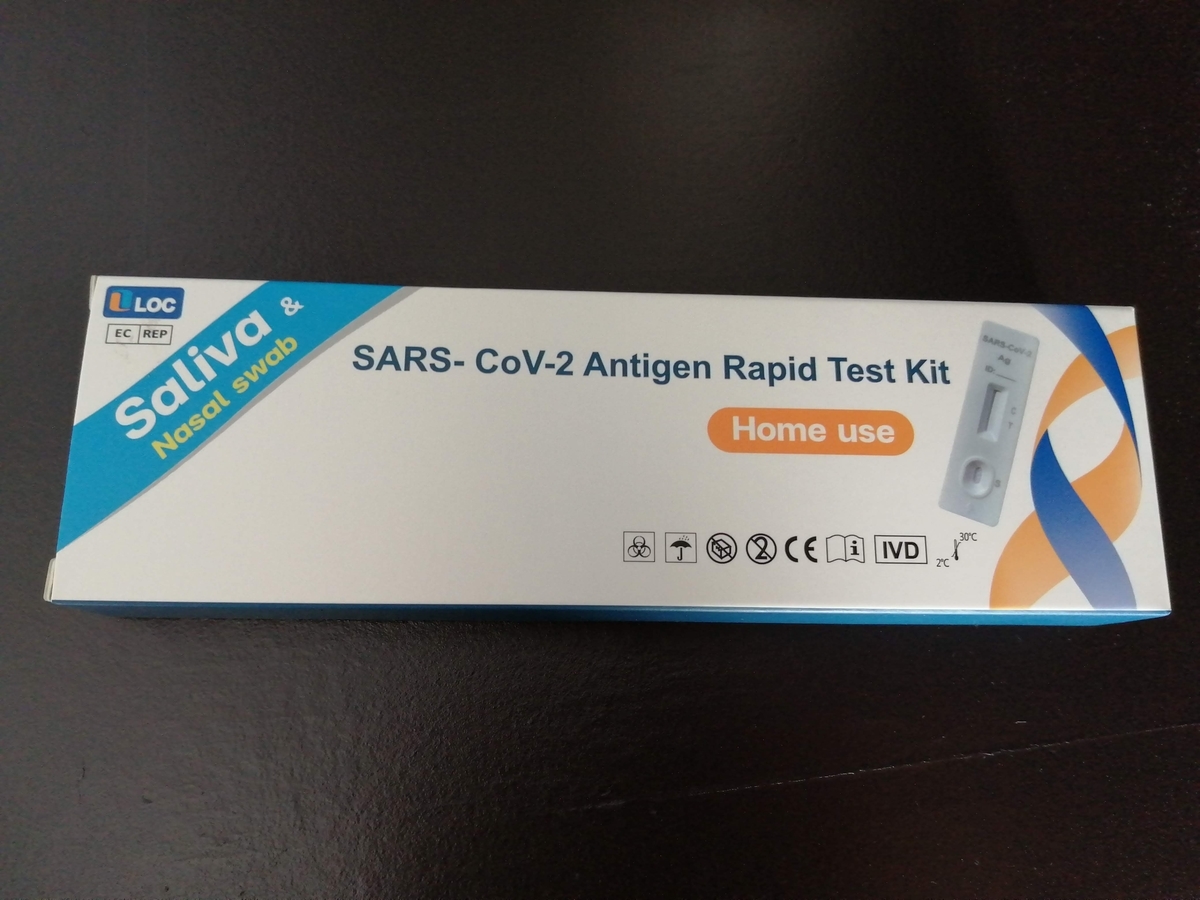 LOC
EC REP
Saliva &
Nasal swab
SARS- CoV-2 Antigen Rapid Test Kit
Home use
SARS-CoV-2
Ag
ID:
C
T
S
2
CE
i
IVD
2°C
30°C